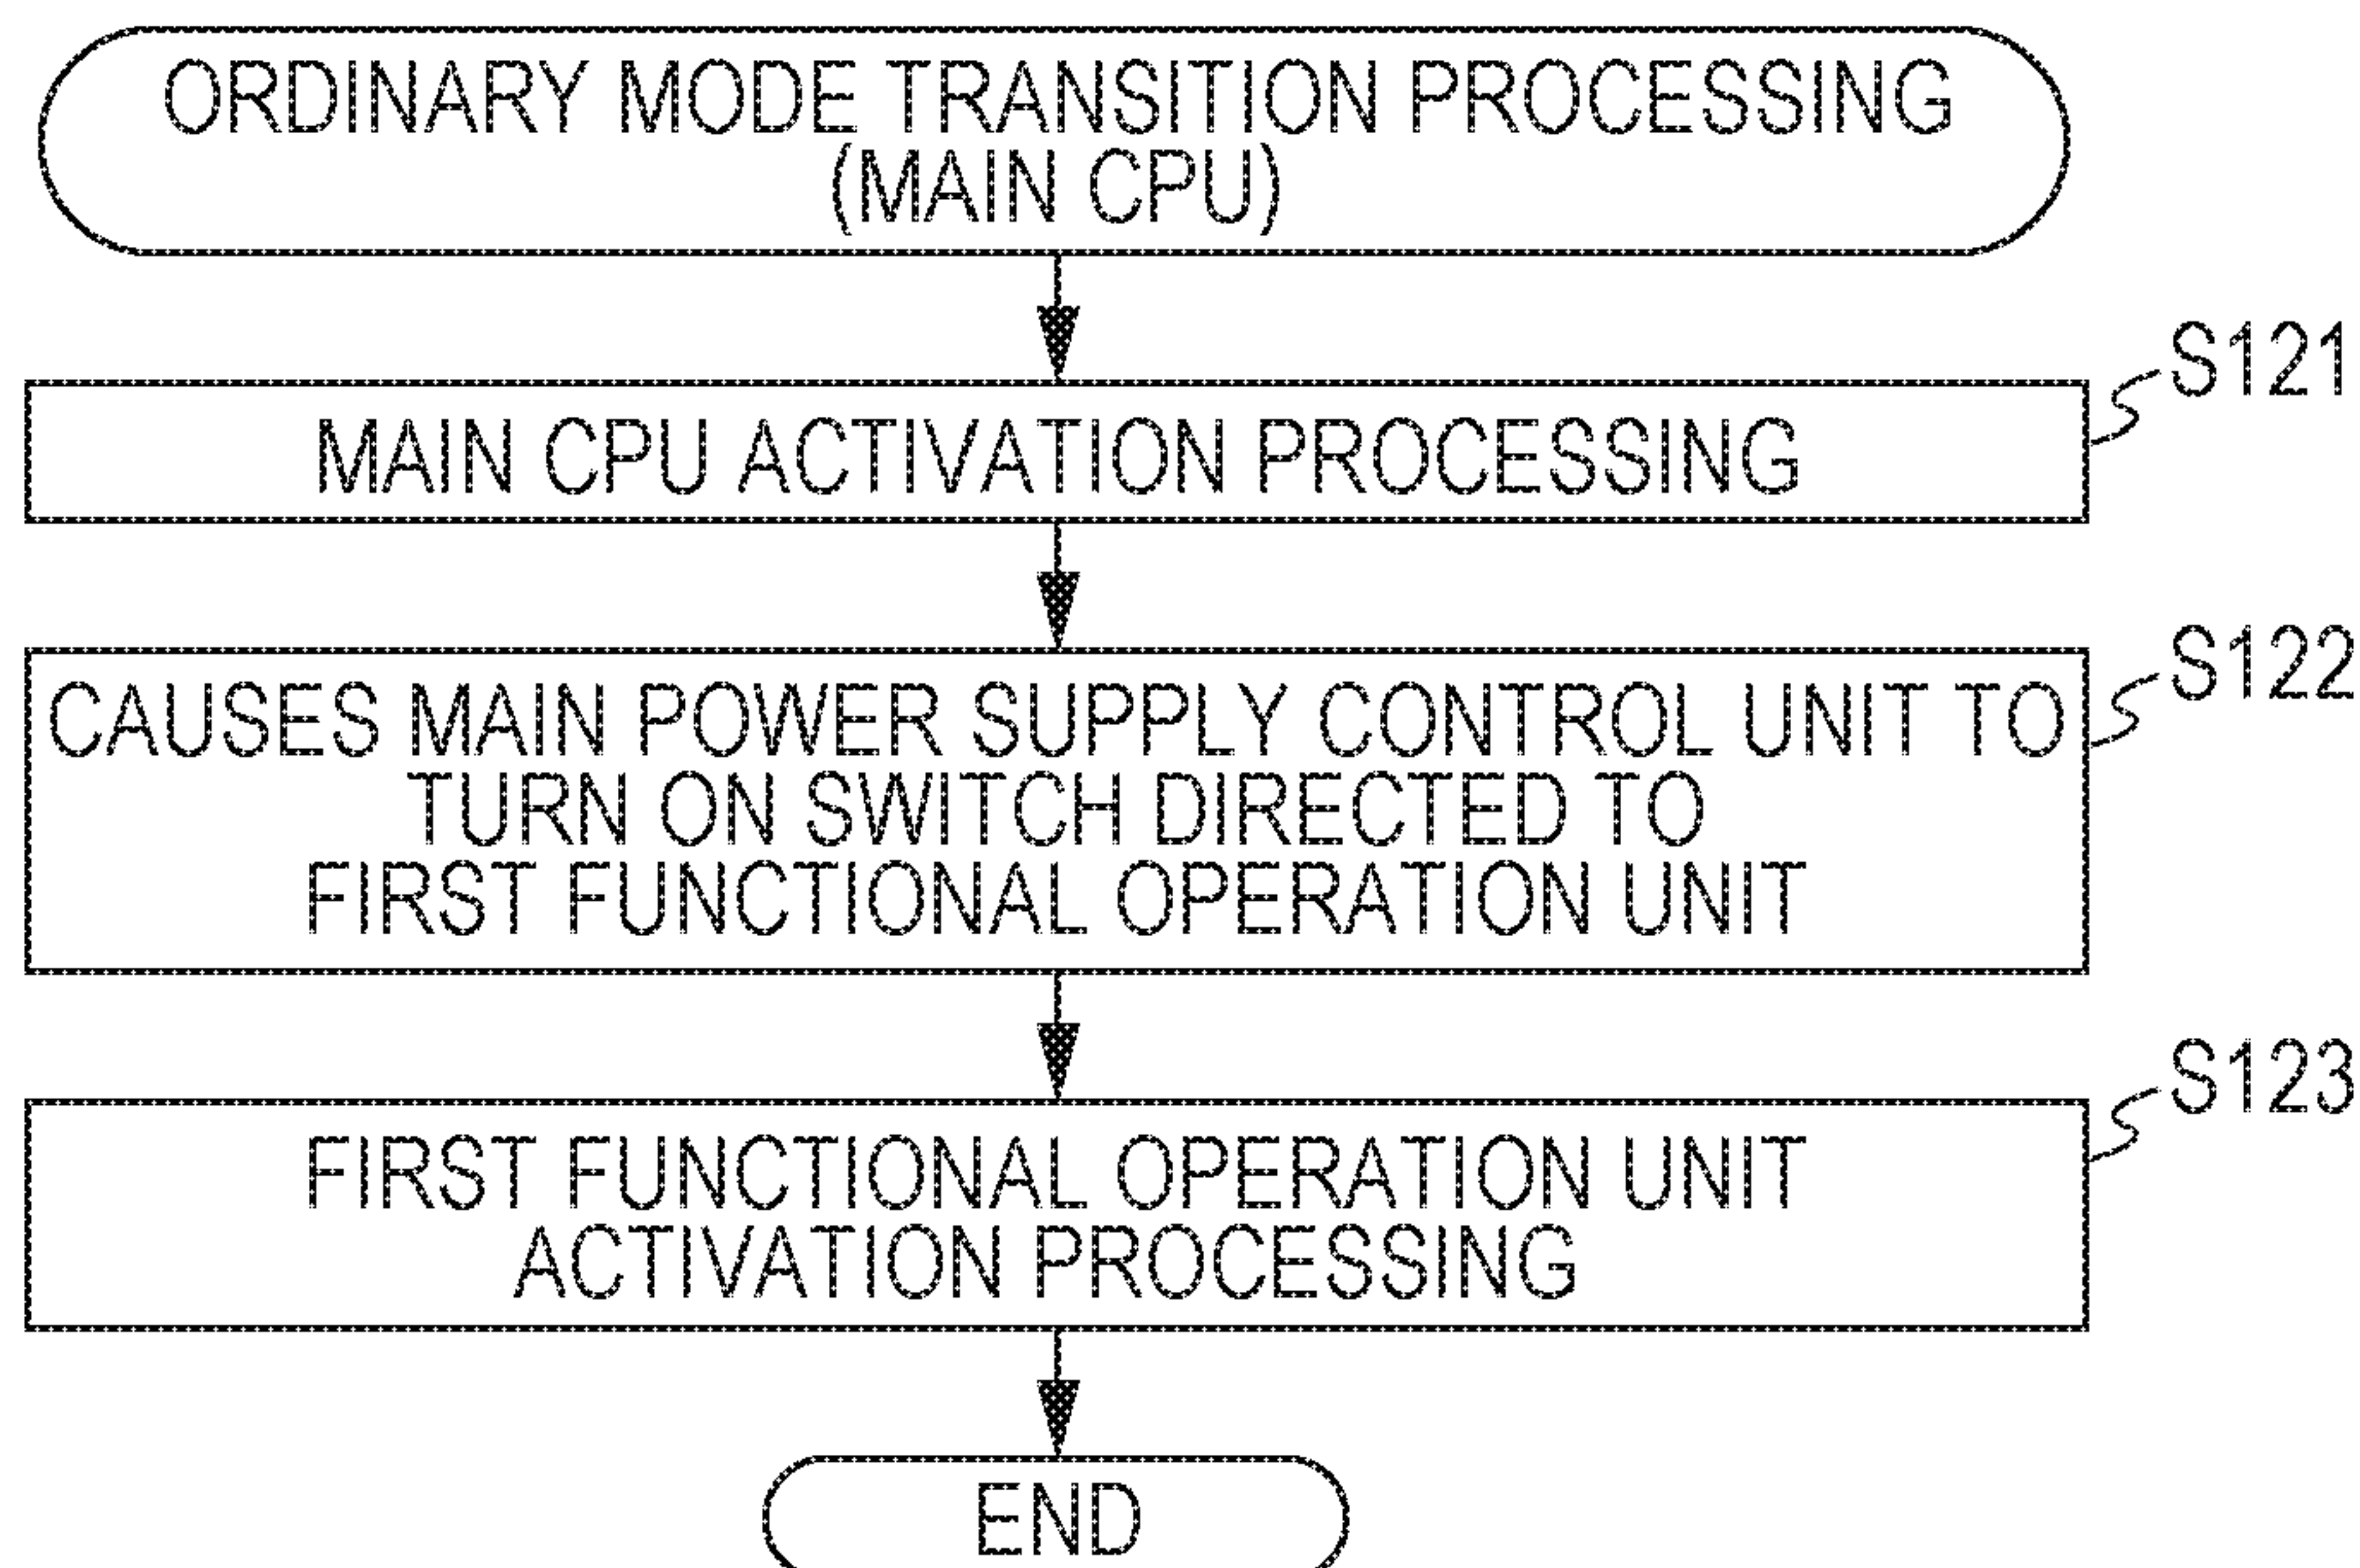 ORDINARY MODE TRANSITION PROCESSING
(MAIN CPU)
S121
MAIN CPU ACTIVATION PROCESSING
S122
CAUSES MAIN POWER SUPPLY CONTROL UNIT TO
TURN ON SWITCH DIRECTED TO
FIRST FUNCTIONAL OPERATION UNIT
S123
FIRST FUNCTIONAL OPERATION UNIT
ACTIVATION PROCESSING
END